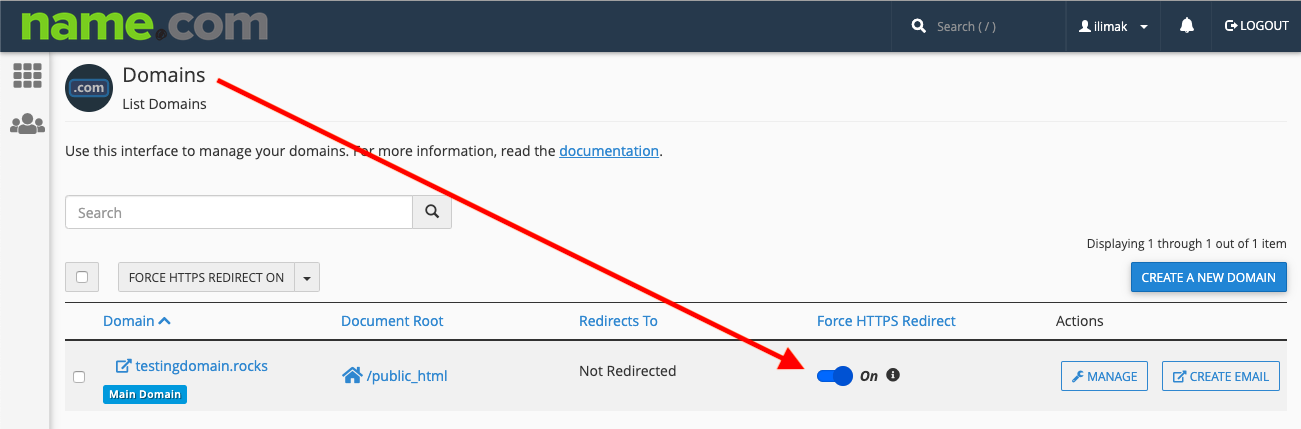 name.com
Search ( / )
ilimak
LOGOUT
.com
Domains
List Domains
Use this interface to manage your domains. For more information, read the documentation.
Search
Displaying 1 through 1 out of 1 item
FORCE HTTPS REDIRECT ON
CREATE A NEW DOMAIN
Domain
Document Root
Redirects To
Force HTTPS Redirect
Actions
testingdomain.rocks
Main Domain
/public_html
Not Redirected
On
MANAGE
CREATE EMAIL